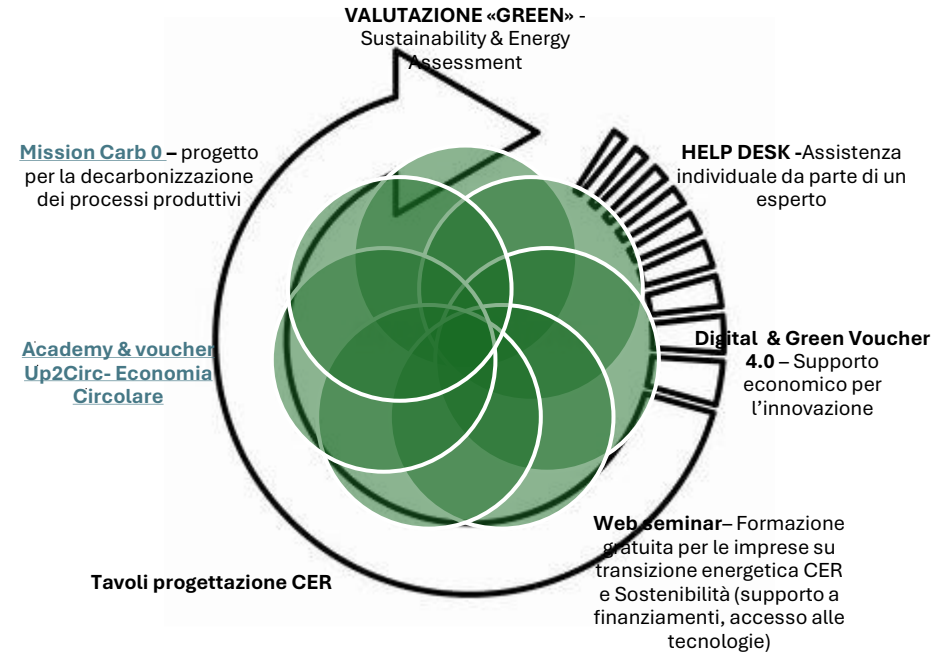 VALUTAZIONE «GREEN» -
Sustainability & Energy
Assessment
HELP DESK -Assistenza
individuale da parte di un
esperto
Digital & Green Voucher
4.0 – Supporto
economico per
l’innovazione
Web seminar– Formazione
gratuita per le imprese su
transizione energetica CER
e Sostenibilità (supporto a
finanziamenti, accesso alle
tecnologie)
Tavoli progettazione CER
Academy & voucher
Up2Circ- Economia
Circolare
Mission Carb 0 – progetto
per la decarbonizzazione
dei processi produttivi